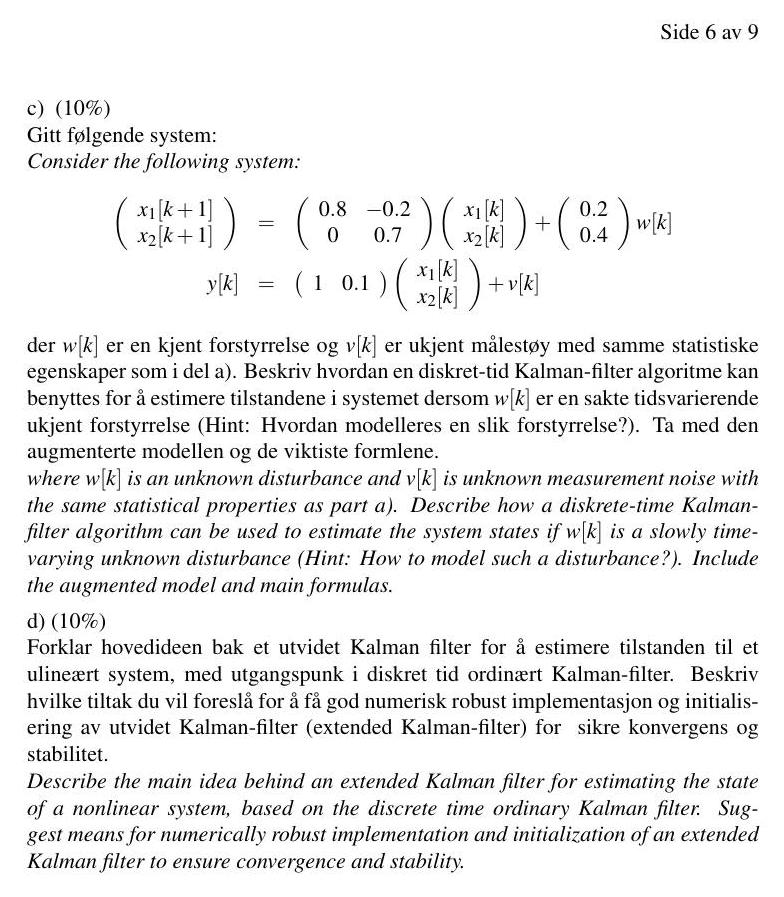 Side 6 av 9
c) (10%)
Gitt følgende system:
Consider the following system:
( x₁[k+1] ) = ( 0.8 −0.2 ) ( x₁[k] ) + ( 0.2 ) w[k]
( x₂[k+1] ) ( 0 0.7 ) ( x₂[k] ) ( 0.4 )
y[k] = ( 1 0.1 ) ( x₁[k] ) + v[k]
( x₂[k] )
der w[k] er en kjent forstyrrelse og v[k] er ukjent målestøy med samme statistiske
egenskaper som i del a). Beskriv hvordan en diskret-tid Kalman-filter algoritme kan
benyttes for å estimere tilstandene i systemet dersom w[k] er en sakte tidsvarierende
ukjent forstyrrelse (Hint: Hvordan modelleres en slik forstyrrelse?). Ta med den
augmenterte modellen og de viktiste formlene.
where w[k] is an unknown disturbance and v[k] is unknown measurement noise with
the same statistical properties as part a). Describe how a diskrete-time Kalman-
filter algorithm can be used to estimate the system states if w[k] is a slowly time-
varying unknown disturbance (Hint: How to model such a disturbance?). Include
the augmented model and main formulas.
d) (10%)
Forklar hovedideen bak et utvidet Kalman filter for å estimere tilstanden til et
ulineært system, med utgangspunk i diskret tid ordinært Kalman-filter. Beskriv
hvilke tiltak du vil foreslå for å få god numerisk robust implementasjon og initialis-
ering av utvidet Kalman-filter (extended Kalman-filter) for sikre konvergens og
stabilitet.
Describe the main idea behind an extended Kalman filter for estimating the state
of a nonlinear system, based on the discrete time ordinary Kalman filter. Sug-
gest means for numerically robust implementation and initialization of an extended
Kalman filter to ensure convergence and stability.